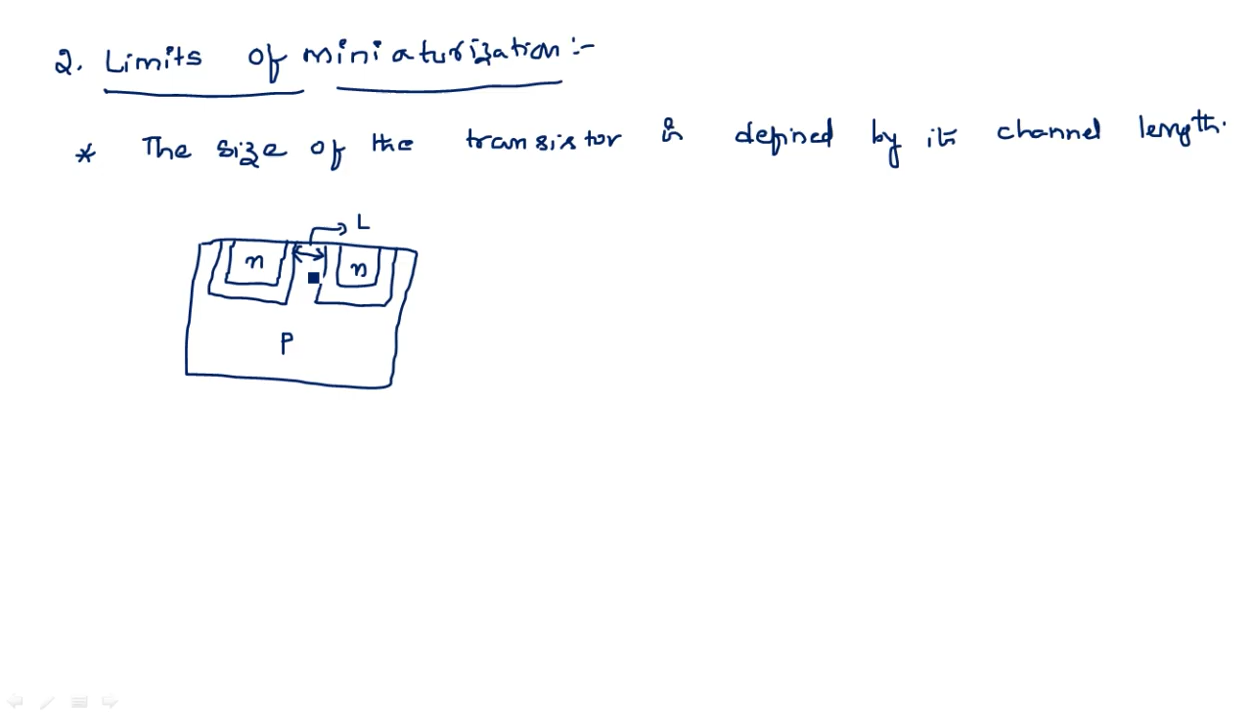 2. Limits of miniaturization :-
* The size of the transistor is defined by its channel length.
L
n n
P